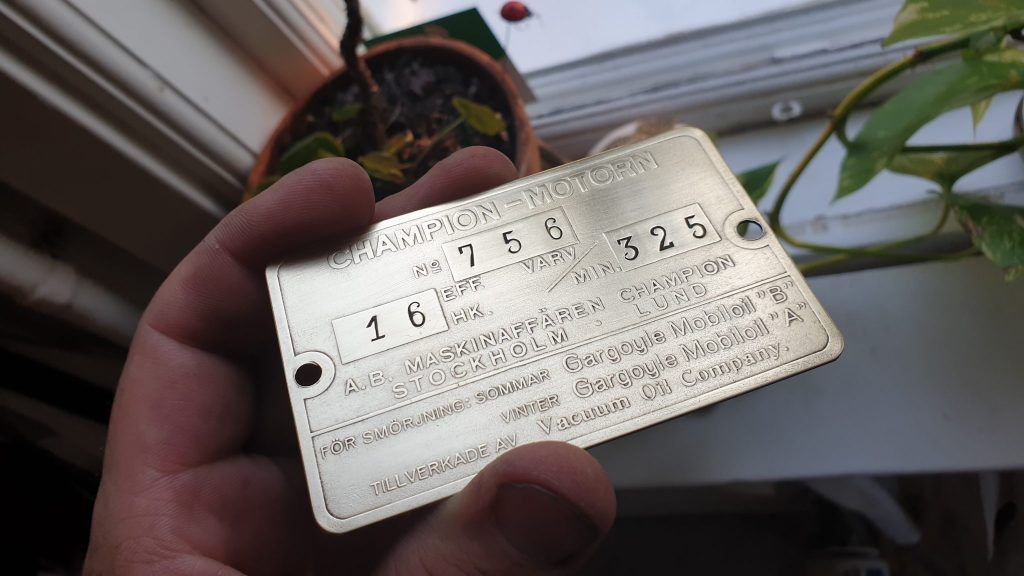 CHAMPION-MOTORN
Nº 756 VARV/MIN. 325
16 EFF. HK.
A.B. MASKINAFFÄREN CHAMPION
STOCKHOLM . LUND
FÖR SMÖRJNING: SOMMAR Gargoyle Mobiloil "B"
VINTER Gargoyle Mobiloil "A"
TILLVERKADE AV Vacuum Oil Company.